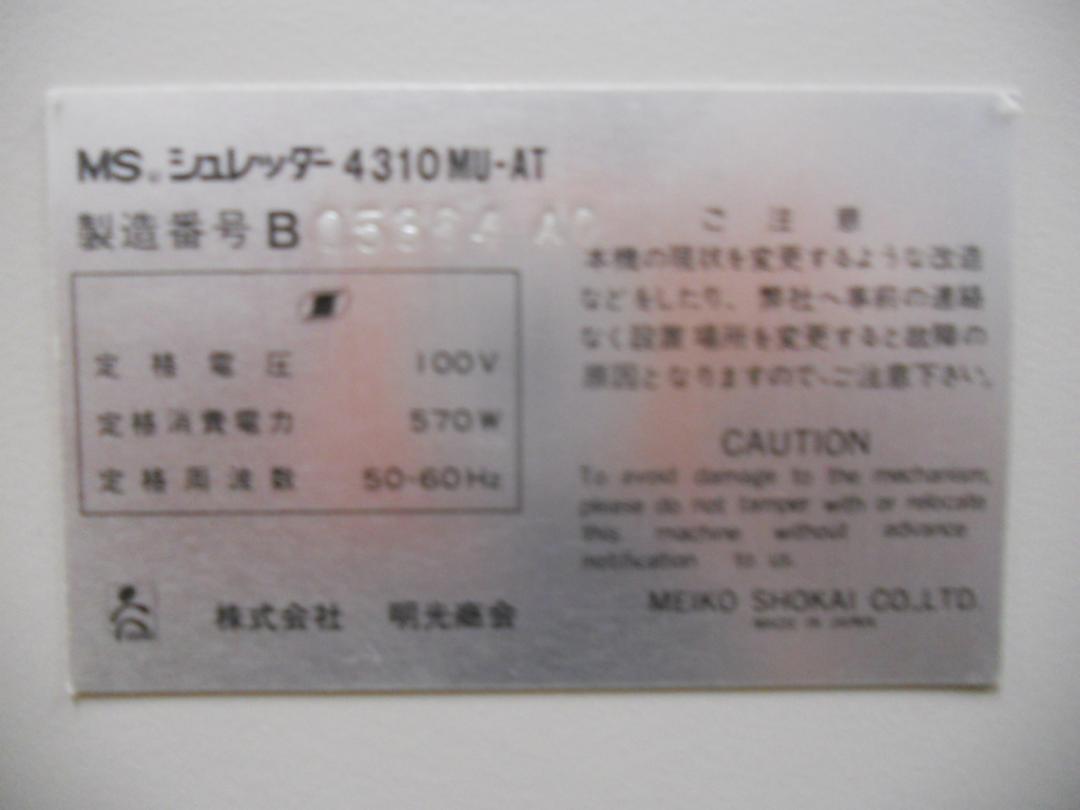 MS® シュレッダー 4310MU-AT
製造番号 B
定格電圧 100V
定格消費電力 570W
定格周波数 50-60Hz
株式会社 明光商会
ご注意
本機の現状を変更するような改造
などをしたり、弊社へ事前の連絡
なく設置場所を変更すると故障の
原因となりますので、ご注意下さい。
CAUTION
To avoid damage to the mechanism,
please do not tamper with or relocate
this machine without advance
notification to us.
MEIKO SHOKAI CO.,LTD.
MADE IN JAPAN